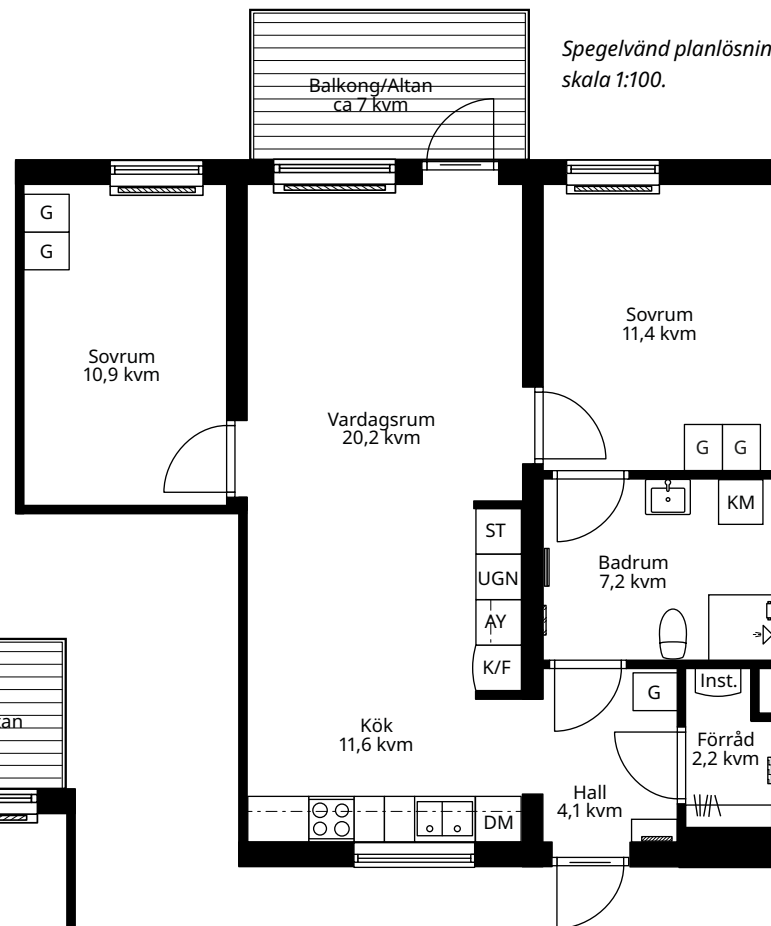 Spegelvänd planlösnin
skala 1:100.
Balkong/Altan
ca 7 kvm
G
G
Sovrum
10,9 kvm
Vardagsrum
20,2 kvm
Sovrum
11,4 kvm
G
G
ST
UGN
AY
K/F
Badrum
7,2 kvm
KM
Kök
11,6 kvm
DM
G
Hall
4,1 kvm
Inst.
Förråd
2,2 kvm
tan